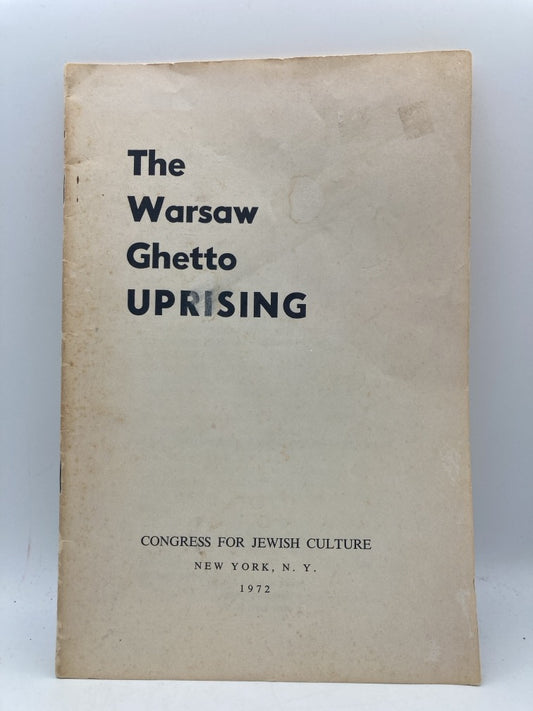 The
Warsaw
Ghetto
UPRISING
CONGRESS FOR JEWISH CULTURE
NEW YORK, N. Y.
1972